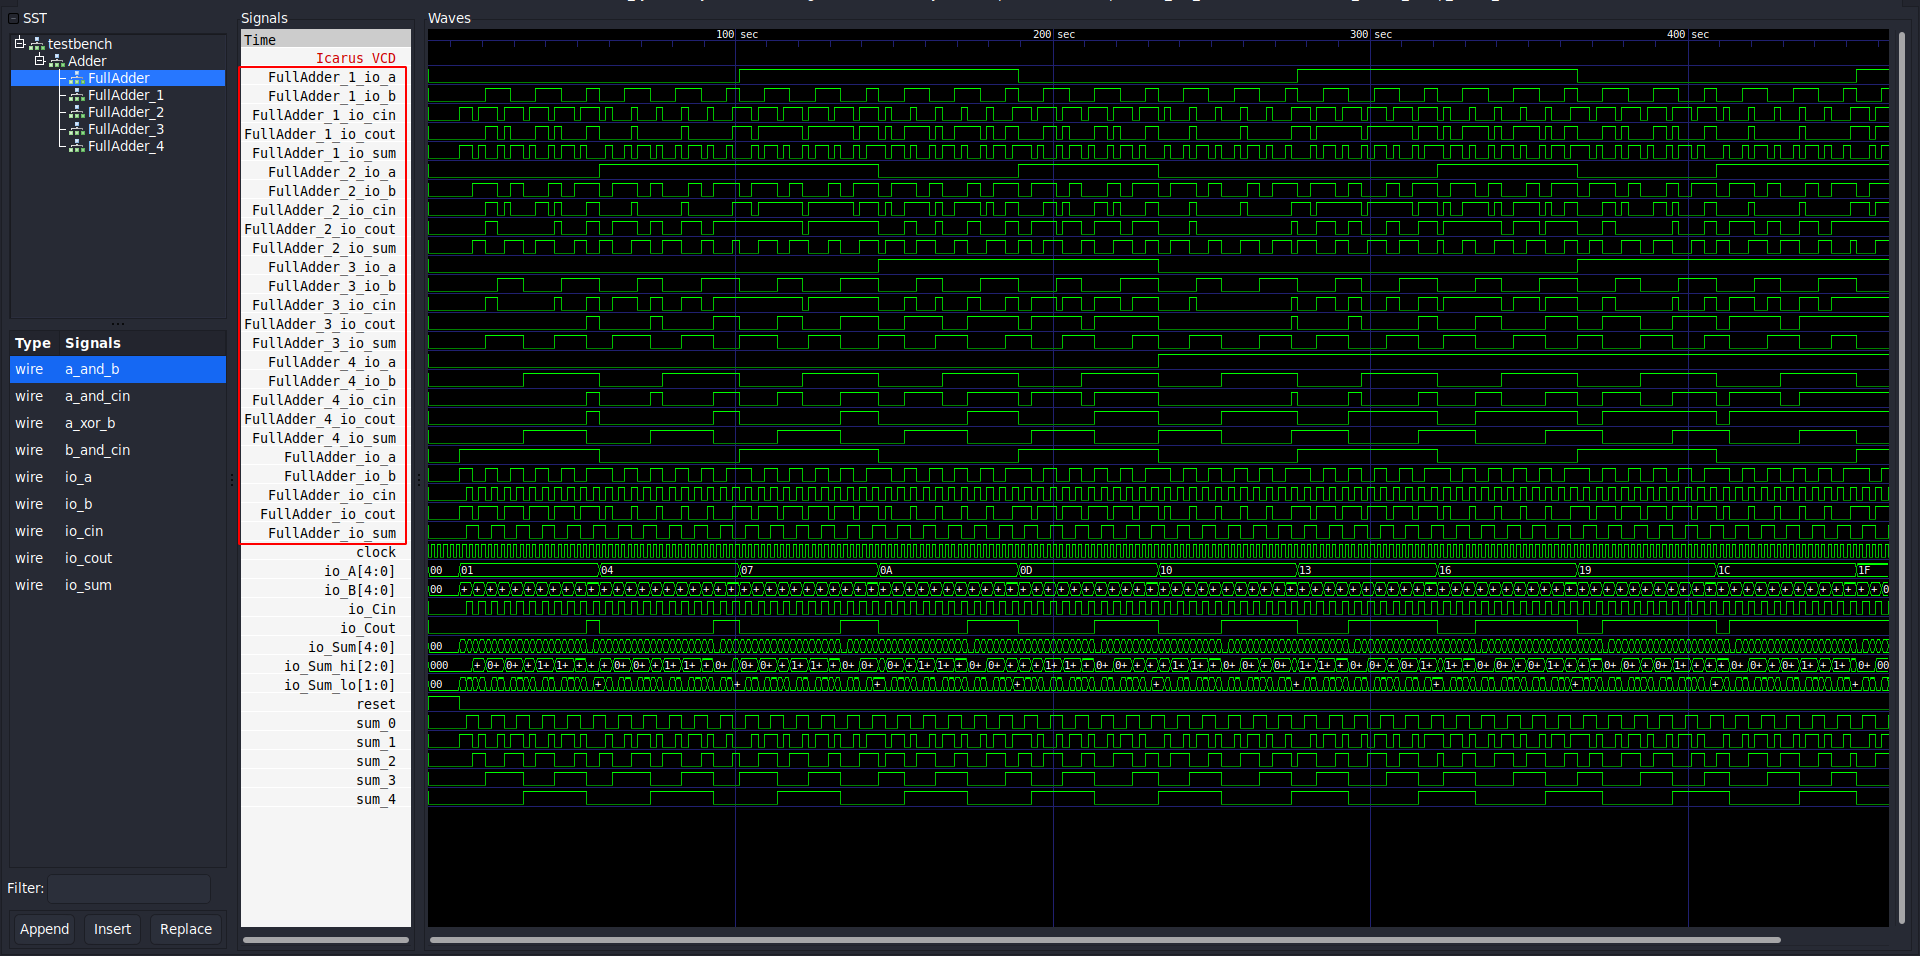 SST
testbench
Adder
FullAdder
FullAdder_1
FullAdder_2
FullAdder_3
FullAdder_4
Type Signals
wire a_and_b
wire a_and_cin
wire a_xor_b
wire b_and_cin
wire io_a
wire io_b
wire io_cin
wire io_cout
wire io_sum
Filter:
Append Insert Replace
Signals
Time
Icarus VCD
FullAdder_1_io_a
FullAdder_1_io_b
FullAdder_1_io_cin
FullAdder_1_io_cout
FullAdder_1_io_sum
FullAdder_2_io_a
FullAdder_2_io_b
FullAdder_2_io_cin
FullAdder_2_io_cout
FullAdder_2_io_sum
FullAdder_3_io_a
FullAdder_3_io_b
FullAdder_3_io_cin
FullAdder_3_io_cout
FullAdder_3_io_sum
FullAdder_4_io_a
FullAdder_4_io_b
FullAdder_4_io_cin
FullAdder_4_io_cout
FullAdder_4_io_sum
FullAdder_io_a
FullAdder_io_b
FullAdder_io_cin
FullAdder_io_cout
FullAdder_io_sum
clock
io_A[4:0]
io_B[4:0]
io_Cin
io_Cout
io_Sum[4:0]
io_Sum_hi[2:0]
io_Sum_lo[1:0]
reset
sum_0
sum_1
sum_2
sum_3
sum_4
Waves
100 sec 200 sec 300 sec 400 sec
00 01 04 07 0A 0D 10 13 16 19 1C 1F
00
00
000
00